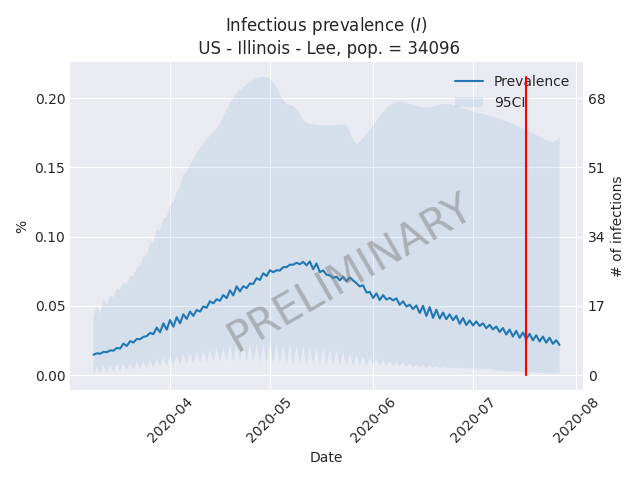 Infectious prevalence (I)
US - Illinois - Lee, pop. = 34096
Prevalence
95CI
0.20
0.15
0.10
0.05
0.00
%
68
51
34
17
0
# of infections
PRELIMINARY
2020-04
2020-05
2020-06
2020-07
2020-08
Date